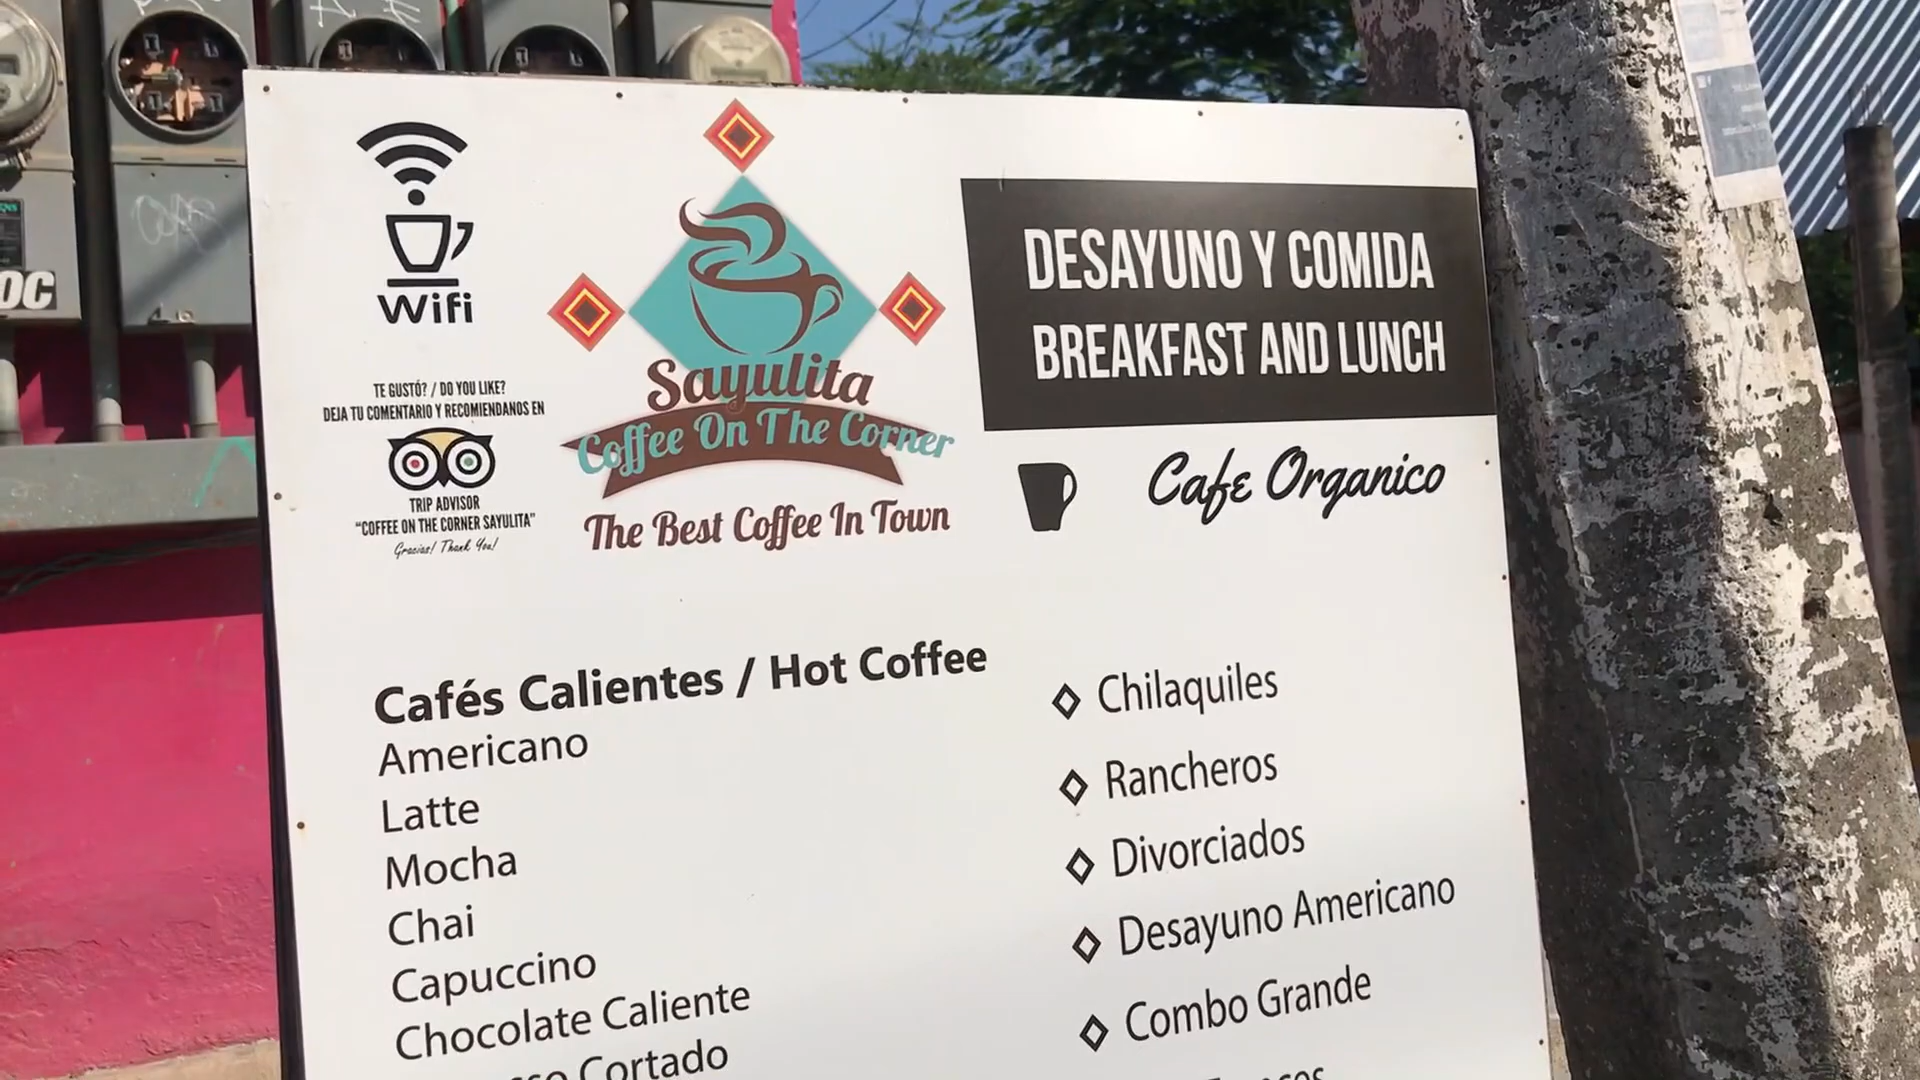 Wifi
TE GUSTÓ? / DO YOU LIKE?
DEJA TU COMENTARIO Y RECOMIENDANOS EN
TRIP ADVISOR
"COFFEE ON THE CORNER SAYULITA"
Gracias! Thank You!
Sayulita
Coffee On The Corner
The Best Coffee In Town
DESAYUNO Y COMIDA
BREAKFAST AND LUNCH
Cafe Organico
Cafés Calientes / Hot Coffee
Americano
Latte
Mocha
Chai
Capuccino
Chocolate Caliente
Cortado
Chilaquiles
Rancheros
Divorciados
Desayuno Americano
Combo Grande